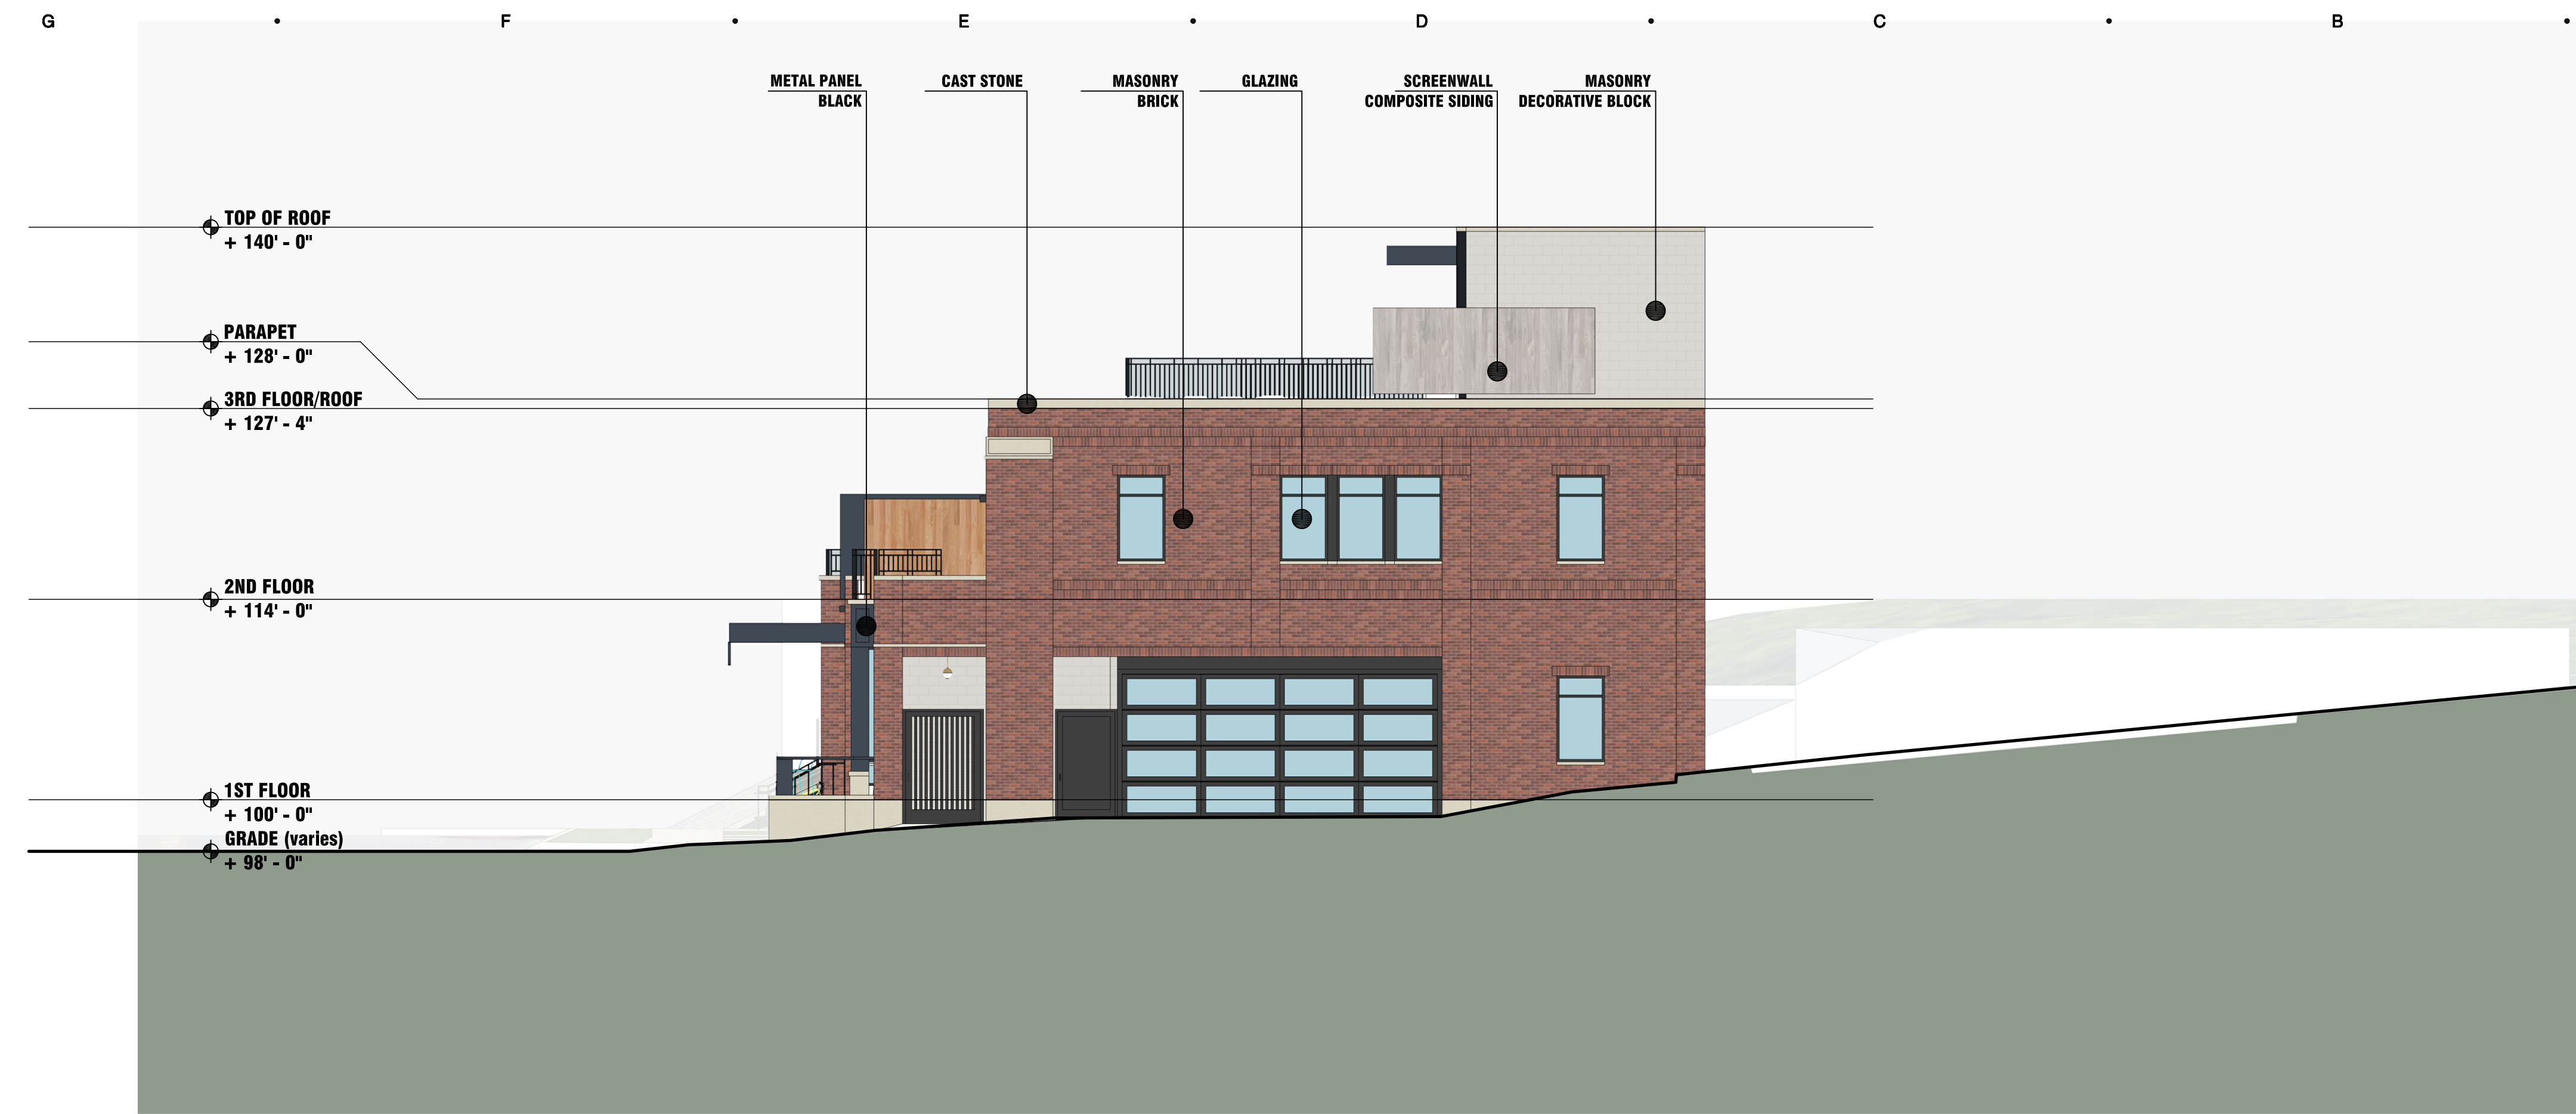 G F E D C B
METAL PANEL
BLACK
CAST STONE
MASONRY
BRICK
GLAZING
SCREENWALL
COMPOSITE SIDING
MASONRY
DECORATIVE BLOCK
TOP OF ROOF
+ 140' - 0"
PARAPET
+ 128' - 0"
3RD FLOOR/ROOF
+ 127' - 4"
2ND FLOOR
+ 114' - 0"
1ST FLOOR
+ 100' - 0"
GRADE (varies)
+ 98' - 0"